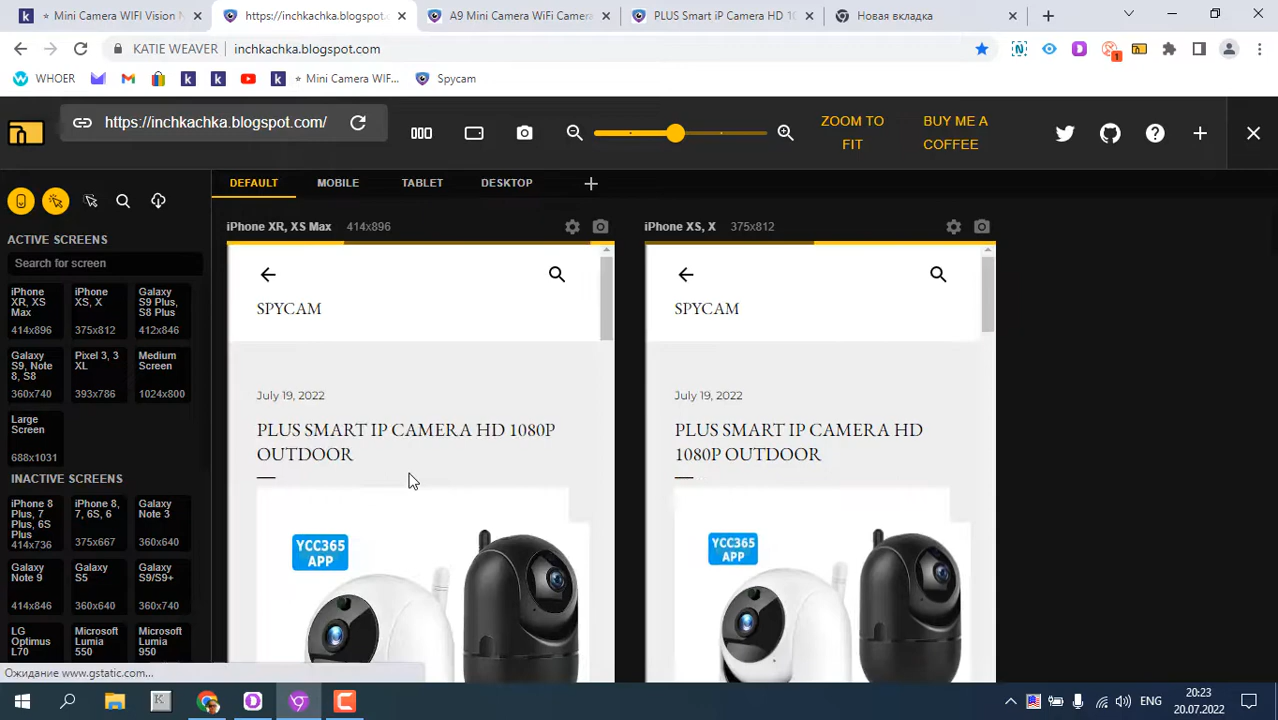 * Mini Camera WIFI Vision N
https://inchkachka.blogspot.com/
A9 Mini Camera WiFi Camera
PLUS Smart iP Camera HD 10
Новая вкладка
KATIE WEAVER
inchkachka.blogspot.com
WHOER
* Mini Camera WIF...
Spycam
https://inchkachka.blogspot.com/
ZOOM TO
FIT
BUY ME A
COFFEE
DEFAULT
MOBILE
TABLET
DESKTOP
ACTIVE SCREENS
Search for screen
iPhone
XR, XS
Max
414x896
iPhone
XS, X
375x812
Galaxy
S9 Plus,
S8 Plus
412x846
Galaxy
S9, Note
8, S8
360x740
Pixel 3, 3
XL
393x786
Medium
Screen
1024x800
Large
Screen
688x1031
INACTIVE SCREENS
iPhone 8
Plus, 7
Plus, 6S
Plus
414x736
iPhone 8,
7, 6S, 6
375x667
Galaxy
Note 3
360x640
Galaxy
Note 9
414x846
Galaxy
S5
360x640
Galaxy
S9/S9+
360x740
LG
Optimus
L70
Microsoft
Lumia
550
Microsoft
Lumia
950
iPhone XR, XS Max 414x896
SPYCAM
July 19, 2022
PLUS SMART IP CAMERA HD 1080P
OUTDOOR
YCC365
APP
iPhone XS, X 375x812
SPYCAM
July 19, 2022
PLUS SMART IP CAMERA HD
1080P OUTDOOR
YCC365
APP
Ожидание www.gstatic.com...
ENG
20:23
20.07.2022